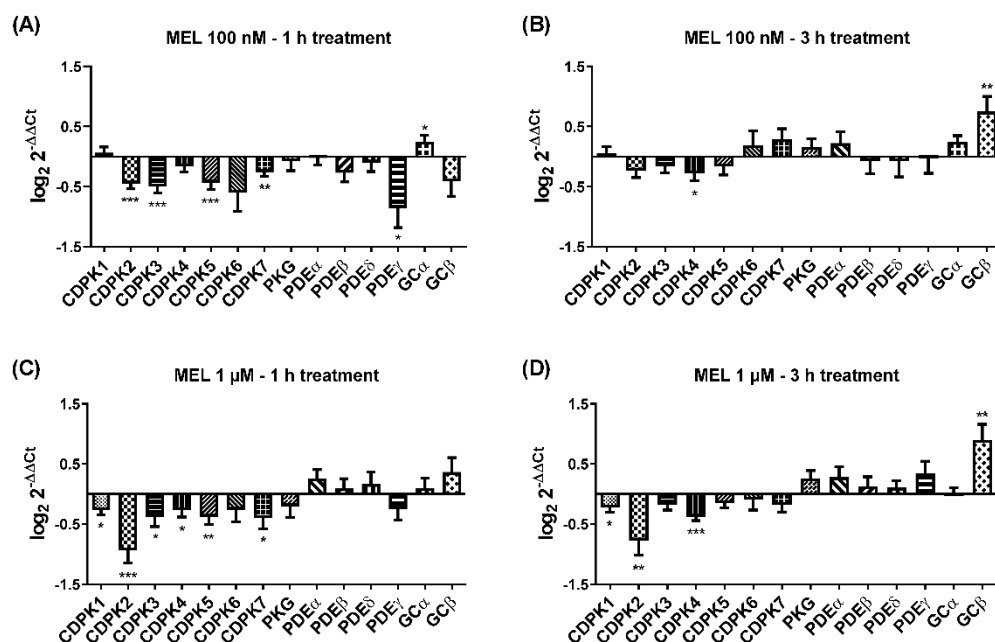 (A)
MEL 100 nM - 1 h treatment
log₂ 2^-ΔΔCt
1.5
0.5
-0.5
-1.5
***
***
***
**
*
*
CDPK1
CDPK2
CDPK3
CDPK4
CDPK5
CDPK6
CDPK7
PKG
PDEα
PDEβ
PDEδ
PDEγ
GCα
GCβ
(B)
MEL 100 nM - 3 h treatment
log₂ 2^-ΔΔCt
1.5
0.5
-0.5
-1.5
*
**
CDPK1
CDPK2
CDPK3
CDPK4
CDPK5
CDPK6
CDPK7
PKG
PDEα
PDEβ
PDEδ
PDEγ
GCα
GCβ
(C)
MEL 1 μM - 1 h treatment
log₂ 2^-ΔΔCt
1.5
0.5
-0.5
-1.5
*
***
*
*
**
*
CDPK1
CDPK2
CDPK3
CDPK4
CDPK5
CDPK6
CDPK7
PKG
PDEα
PDEβ
PDEδ
PDEγ
GCα
GCβ
(D)
MEL 1 μM - 3 h treatment
log₂ 2^-ΔΔCt
1.5
0.5
-0.5
-1.5
*
**
***
**
CDPK1
CDPK2
CDPK3
CDPK4
CDPK5
CDPK6
CDPK7
PKG
PDEα
PDEβ
PDEδ
PDEγ
GCα
GCβ